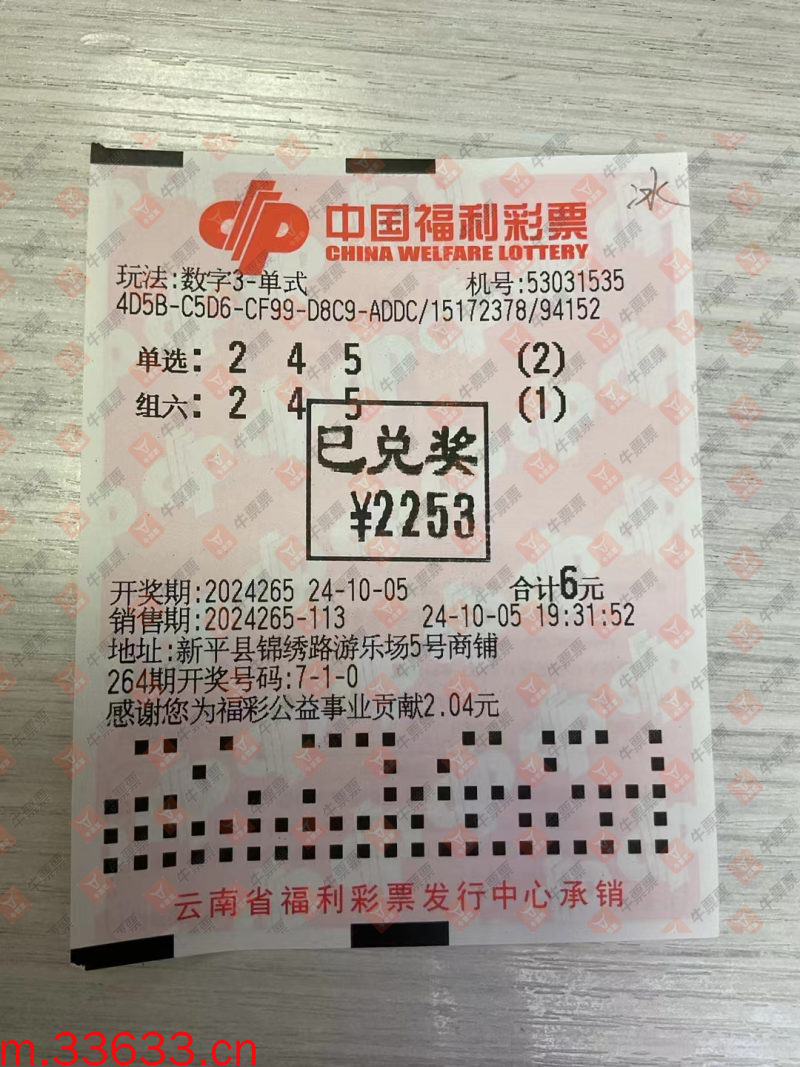 冰
中国福利彩票
CHINA WELFARE LOTTERY
玩法:数字3-单式 机号:53031535
4D5B-C5D6-CF99-D8C9-ADDC/15172378/94152
单选: 2 4 5 (2)
组六: 2 4 5 (1)
已兑奖
¥2253
开奖期:2024265 24-10-05 合计6元
销售期:2024265-113 24-10-05 19:31:52
地址:新平县锦绣路游乐场5号商铺
264期开奖号码:7-1-0
感谢您为福彩公益事业贡献2.04元
云南省福利彩票发行中心承销
牛票票
m.33633.cn